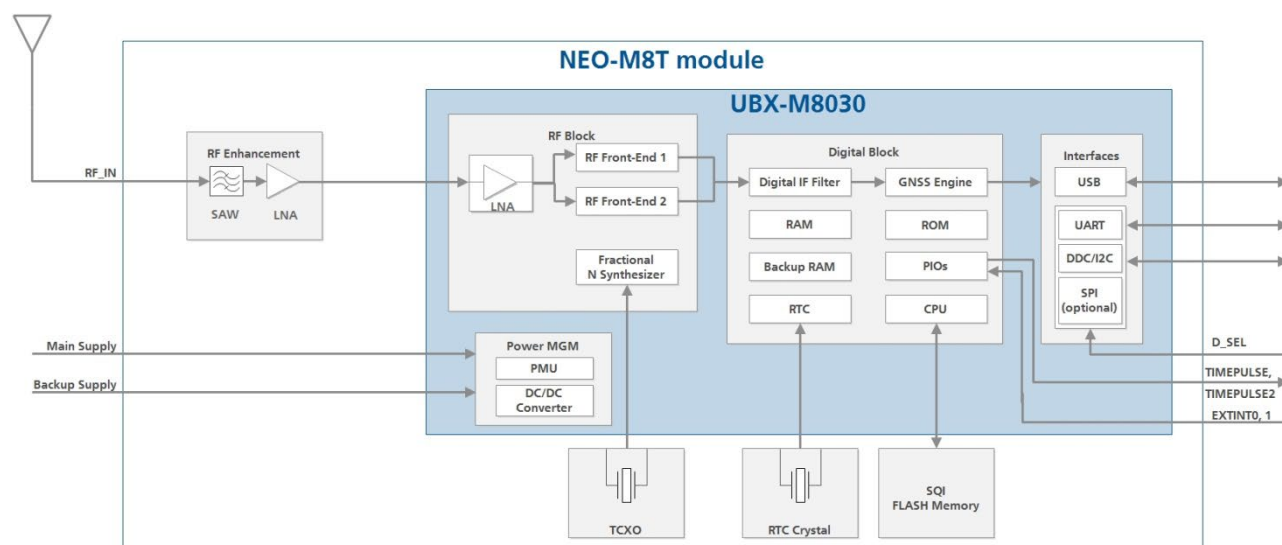 NEO-M8T module
UBX-M8030
RF_IN
RF Enhancement
SAW
LNA
RF Block
LNA
RF Front-End 1
RF Front-End 2
Fractional
N Synthesizer
Digital Block
Digital IF Filter
GNSS Engine
RAM
ROM
Backup RAM
PIOs
RTC
CPU
Interfaces
USB
UART
DDC/I2C
SPI
(optional)
Main Supply
Backup Supply
Power MGM
PMU
DC/DC
Converter
D_SEL
TIMEPULSE,
TIMEPULSE2
EXTINT0, 1
TCXO
RTC Crystal
SQI
FLASH Memory